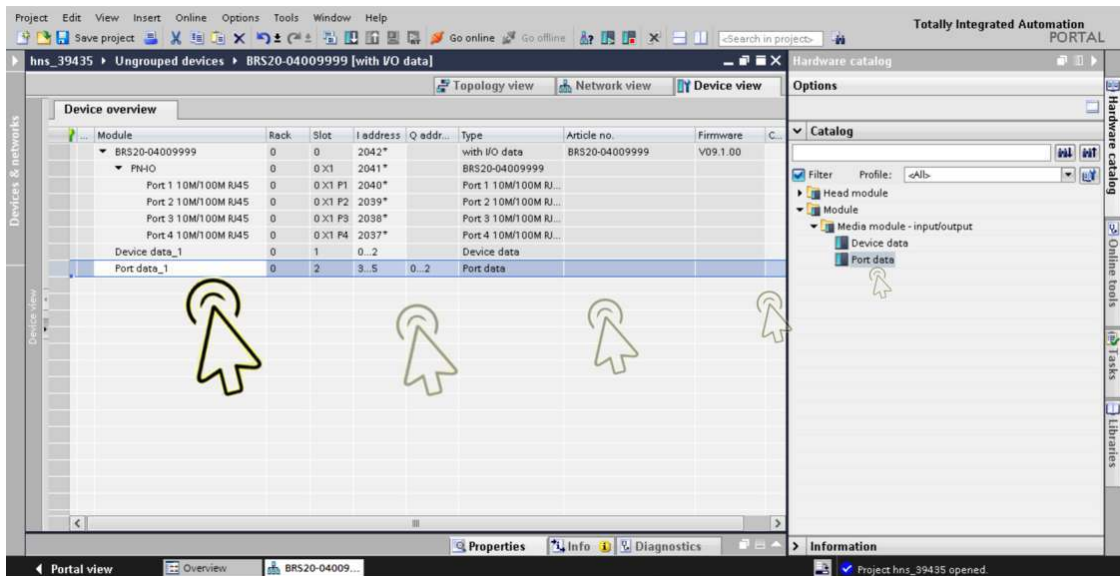 Project Edit View Insert Online Options Tools Window Help
Totally Integrated Automation
PORTAL
Save project Go online Go offline <Search in project>
hns_39435 ▸ Ungrouped devices ▸ BRS20-04009999 [with I/O data]
Hardware catalog
Topology view Network view Device view
Options
Device overview
... Module Rack Slot I address Q addr... Type Article no. Firmware C...
BRS20-04009999 0 0 2042* with I/O data BRS20-04009999 V09.1.00
PN-IO 0 0 X1 2041* BRS20-04009999
Port 1 10M/100M RJ45 0 0 X1 P1 2040* Port 1 10M/100M RJ...
Port 2 10M/100M RJ45 0 0 X1 P2 2039* Port 2 10M/100M RJ...
Port 3 10M/100M RJ45 0 0 X1 P3 2038* Port 3 10M/100M RJ...
Port 4 10M/100M RJ45 0 0 X1 P4 2037* Port 4 10M/100M RJ...
Device data_1 0 1 0...2 Device data
Port data_1 0 2 3...5 0...2 Port data
Catalog
Filter Profile: <All>
Head module
Module
Media module - input/output
Device data
Port data
Devices & networks
Device view
Hardware catalog
Online tools
Tasks
Libraries
Properties Info Diagnostics
Information
Portal view Overview BRS20-04009... Project hns_39435 opened.